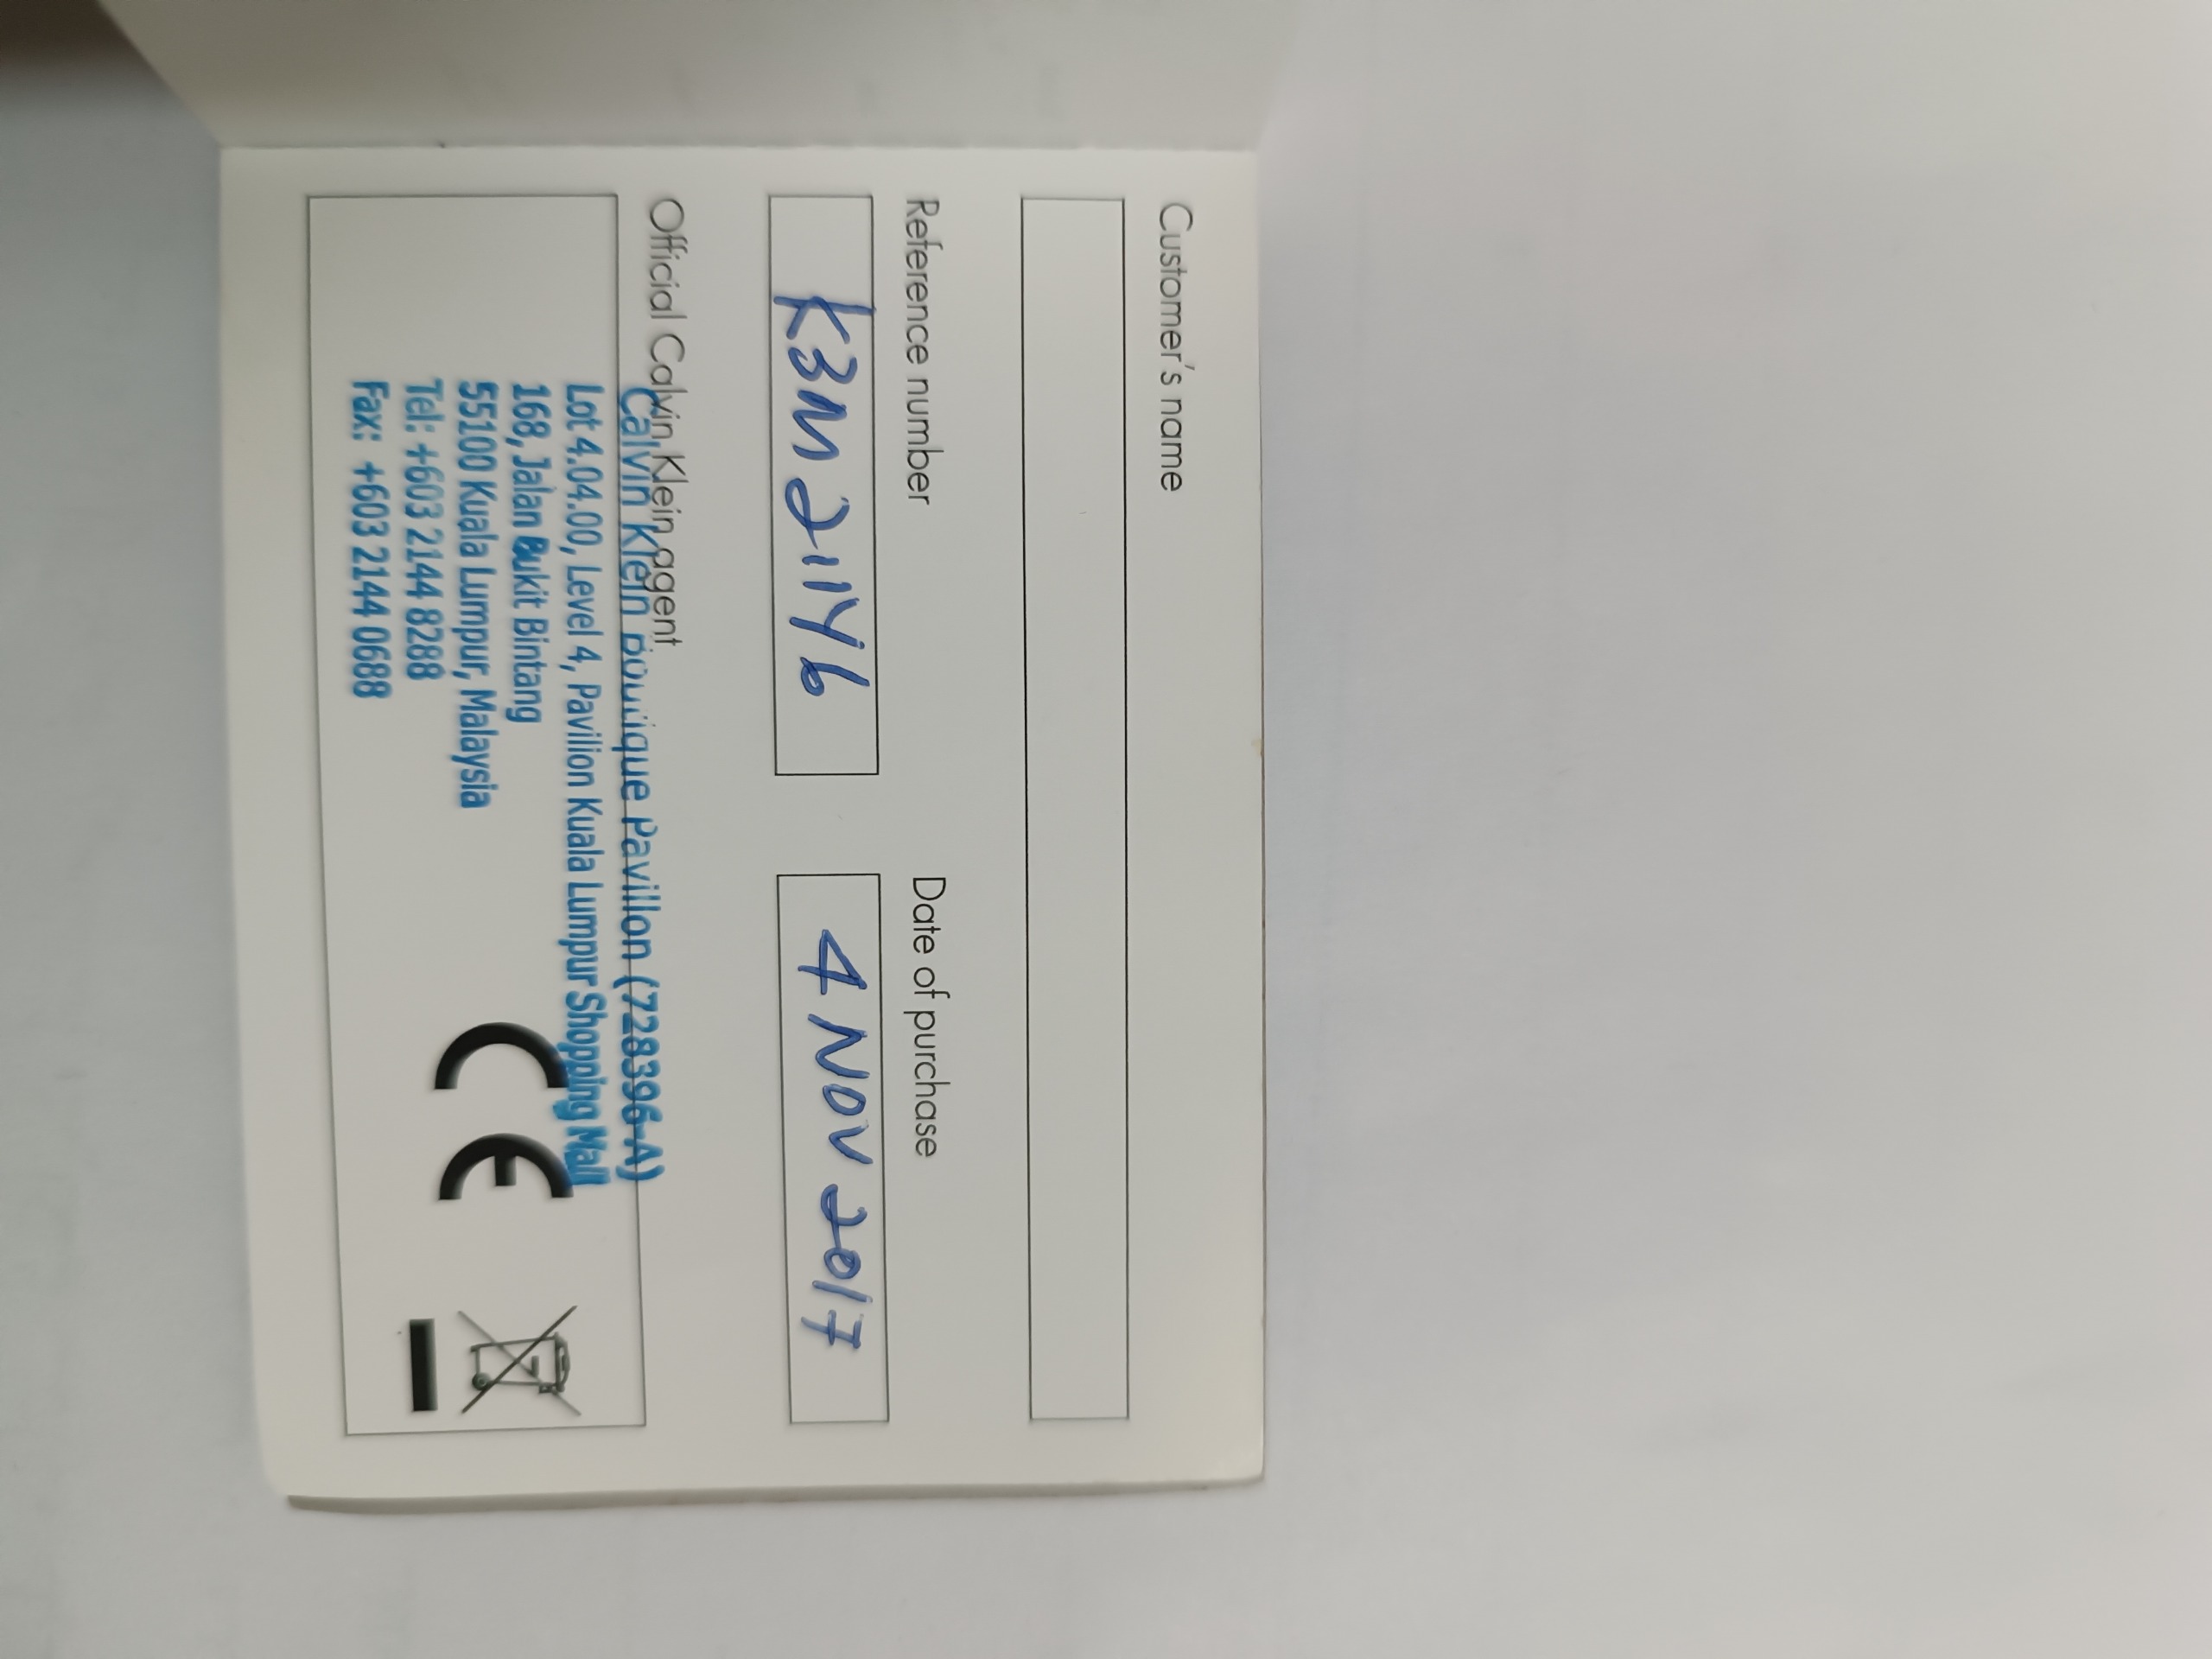 Customer's name
Reference number Date of purchase
K3M211Y6 4 NOV 2017
Official Calvin Klein agent
Calvin Klein Boutique Pavilion (728396-A)
Lot 4.04.00, Level 4, Pavilion Kuala Lumpur Shopping Mall
168, Jalan Bukit Bintang
55100 Kuala Lumpur, Malaysia
Tel: +603 2144 8288
Fax: +603 2144 0688
CE